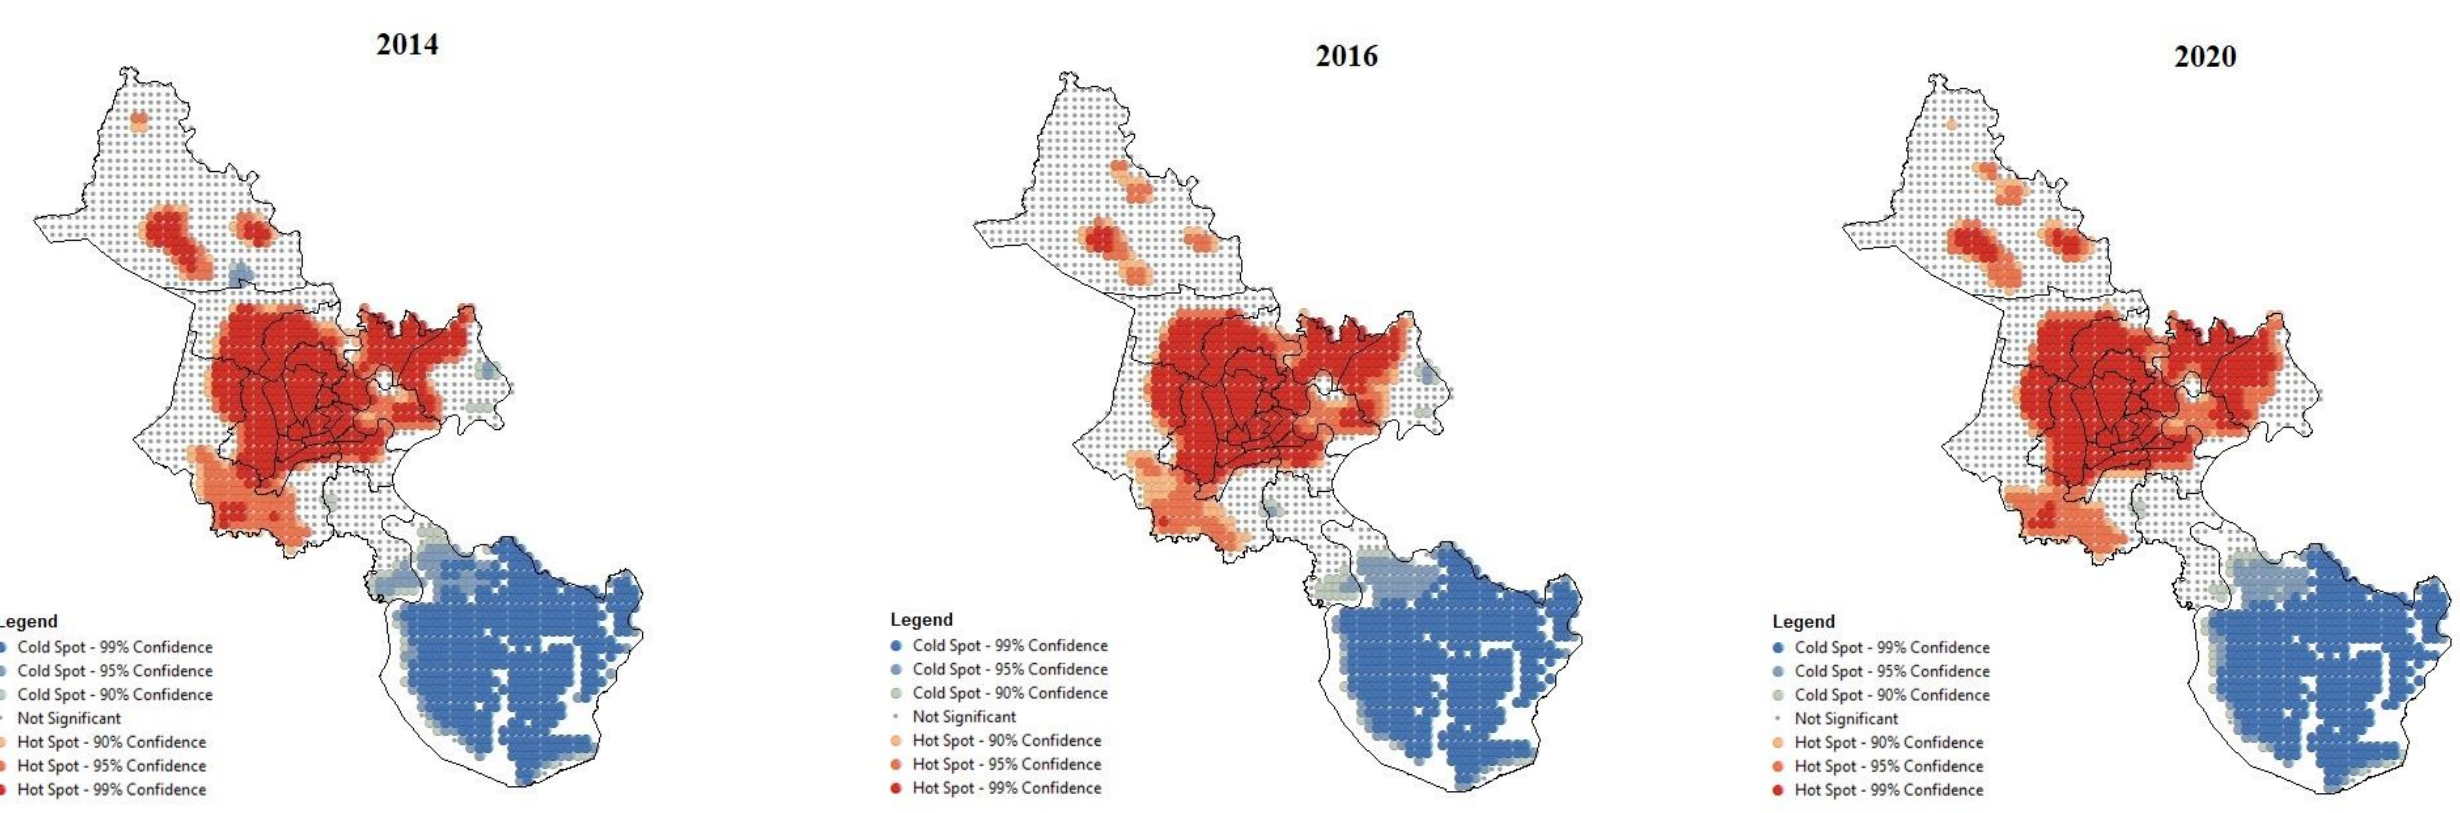 2014
2016
2020
Legend
Cold Spot - 99% Confidence
Cold Spot - 95% Confidence
Cold Spot - 90% Confidence
Not Significant
Hot Spot - 90% Confidence
Hot Spot - 95% Confidence
Hot Spot - 99% Confidence
Legend
Cold Spot - 99% Confidence
Cold Spot - 95% Confidence
Cold Spot - 90% Confidence
Not Significant
Hot Spot - 90% Confidence
Hot Spot - 95% Confidence
Hot Spot - 99% Confidence
Legend
Cold Spot - 99% Confidence
Cold Spot - 95% Confidence
Cold Spot - 90% Confidence
Not Significant
Hot Spot - 90% Confidence
Hot Spot - 95% Confidence
Hot Spot - 99% Confidence